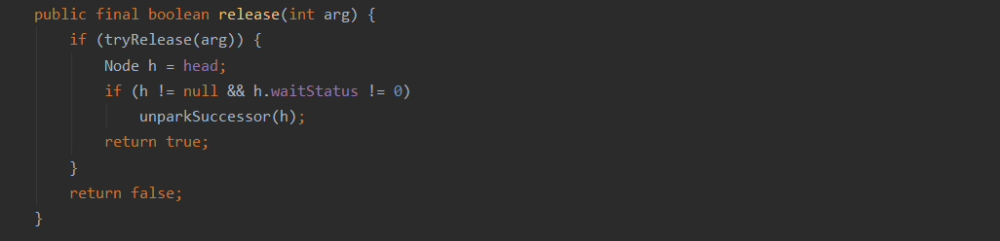 public final boolean release(int arg) {
    if (tryRelease(arg)) {
        Node h = head;
        if (h != null && h.waitStatus != 0)
            unparkSuccessor(h);
        return true;
    }
    return false;
}